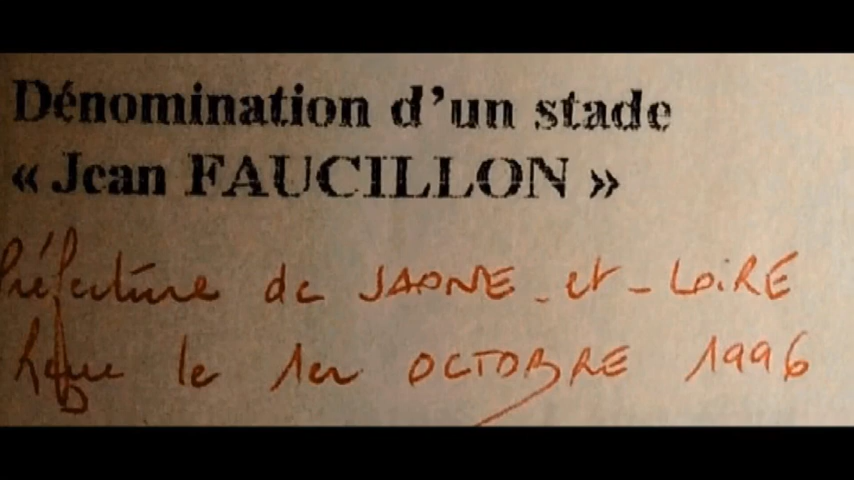 Dénomination d'un stade
« Jean FAUCILLON »
Préfecture de SAONE-et-LOIRE
le 1er OCTOBRE 1996